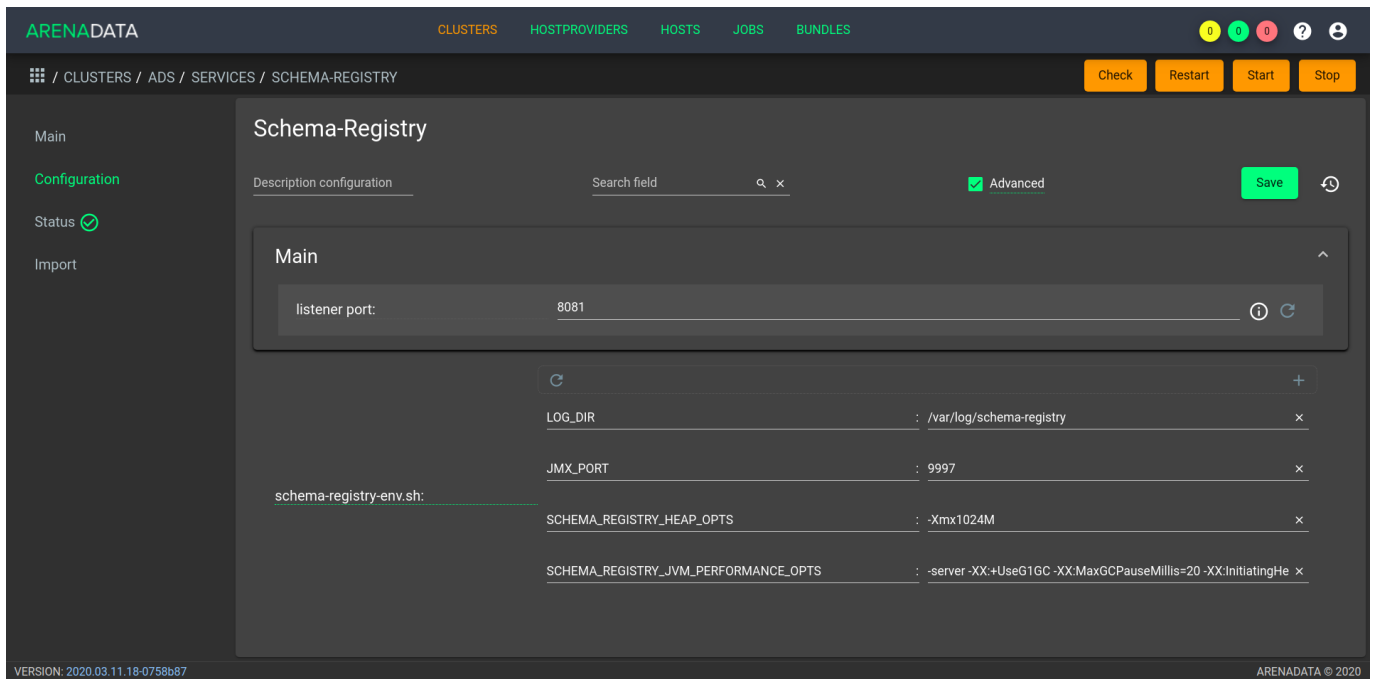 ARENADATA CLUSTERS HOSTPROVIDERS HOSTS JOBS BUNDLES 0 0 0 ?
/ CLUSTERS / ADS / SERVICES / SCHEMA-REGISTRY Check Restart Start Stop
Main
Configuration
Status
Import
Schema-Registry
Description configuration Search field Advanced Save
Main
listener port: 8081
schema-registry-env.sh:
LOG_DIR : /var/log/schema-registry
JMX_PORT : 9997
SCHEMA_REGISTRY_HEAP_OPTS : -Xmx1024M
SCHEMA_REGISTRY_JVM_PERFORMANCE_OPTS : -server -XX:+UseG1GC -XX:MaxGCPauseMillis=20 -XX:InitiatingHe
VERSION: 2020.03.11.18-0758b87 ARENADATA © 2020